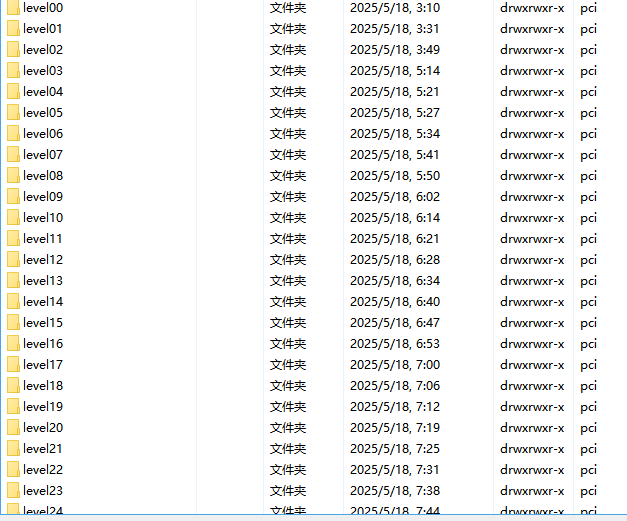 level00 文件夹 2025/5/18, 3:10 drwxrwxr-x pci
level01 文件夹 2025/5/18, 3:31 drwxrwxr-x pci
level02 文件夹 2025/5/18, 3:49 drwxrwxr-x pci
level03 文件夹 2025/5/18, 5:14 drwxrwxr-x pci
level04 文件夹 2025/5/18, 5:21 drwxrwxr-x pci
level05 文件夹 2025/5/18, 5:27 drwxrwxr-x pci
level06 文件夹 2025/5/18, 5:34 drwxrwxr-x pci
level07 文件夹 2025/5/18, 5:41 drwxrwxr-x pci
level08 文件夹 2025/5/18, 5:50 drwxrwxr-x pci
level09 文件夹 2025/5/18, 6:02 drwxrwxr-x pci
level10 文件夹 2025/5/18, 6:14 drwxrwxr-x pci
level11 文件夹 2025/5/18, 6:21 drwxrwxr-x pci
level12 文件夹 2025/5/18, 6:28 drwxrwxr-x pci
level13 文件夹 2025/5/18, 6:34 drwxrwxr-x pci
level14 文件夹 2025/5/18, 6:40 drwxrwxr-x pci
level15 文件夹 2025/5/18, 6:47 drwxrwxr-x pci
level16 文件夹 2025/5/18, 6:53 drwxrwxr-x pci
level17 文件夹 2025/5/18, 7:00 drwxrwxr-x pci
level18 文件夹 2025/5/18, 7:06 drwxrwxr-x pci
level19 文件夹 2025/5/18, 7:12 drwxrwxr-x pci
level20 文件夹 2025/5/18, 7:19 drwxrwxr-x pci
level21 文件夹 2025/5/18, 7:25 drwxrwxr-x pci
level22 文件夹 2025/5/18, 7:31 drwxrwxr-x pci
level23 文件夹 2025/5/18, 7:38 drwxrwxr-x pci
level24 文件夹 2025/5/18, 7:44 drwxrwxr-x pci